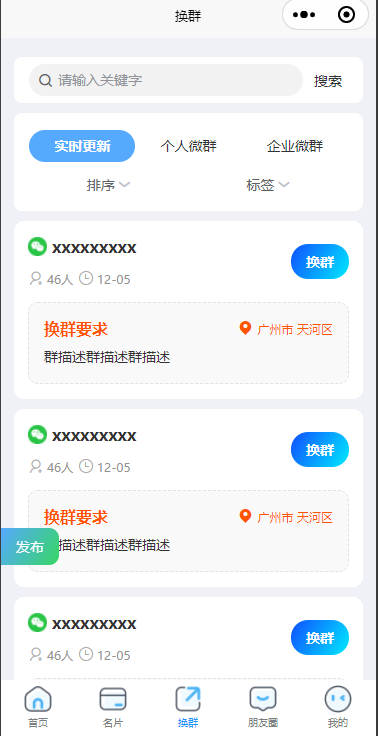 换群
请输入关键字
搜索
实时更新 个人微群 企业微群
排序 标签
xxxxxxxxx
换群
46人 12-05
换群要求 广州市 天河区
群描述群描述群描述
xxxxxxxxx
换群
46人 12-05
换群要求 广州市 天河区
发布
描述群描述群描述
xxxxxxxxx
换群
46人 12-05
首页 名片 换群 朋友圈 我的